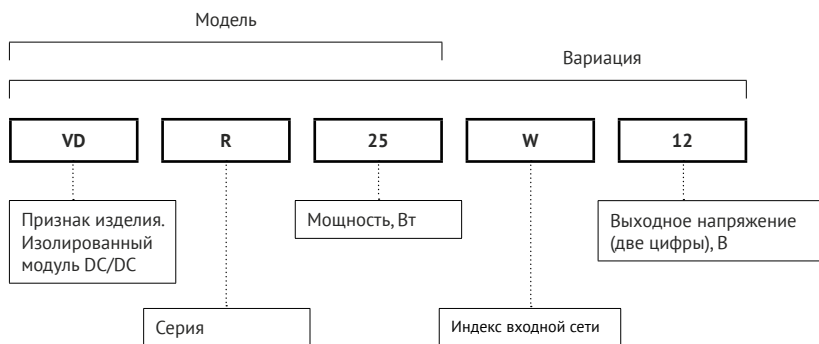 Модель
Вариация
VD
R
25
W
12
Признак изделия.
Изолированный
модуль DC/DC
Мощность, Вт
Выходное напряжение
(две цифры), В
Серия
Индекс входной сети